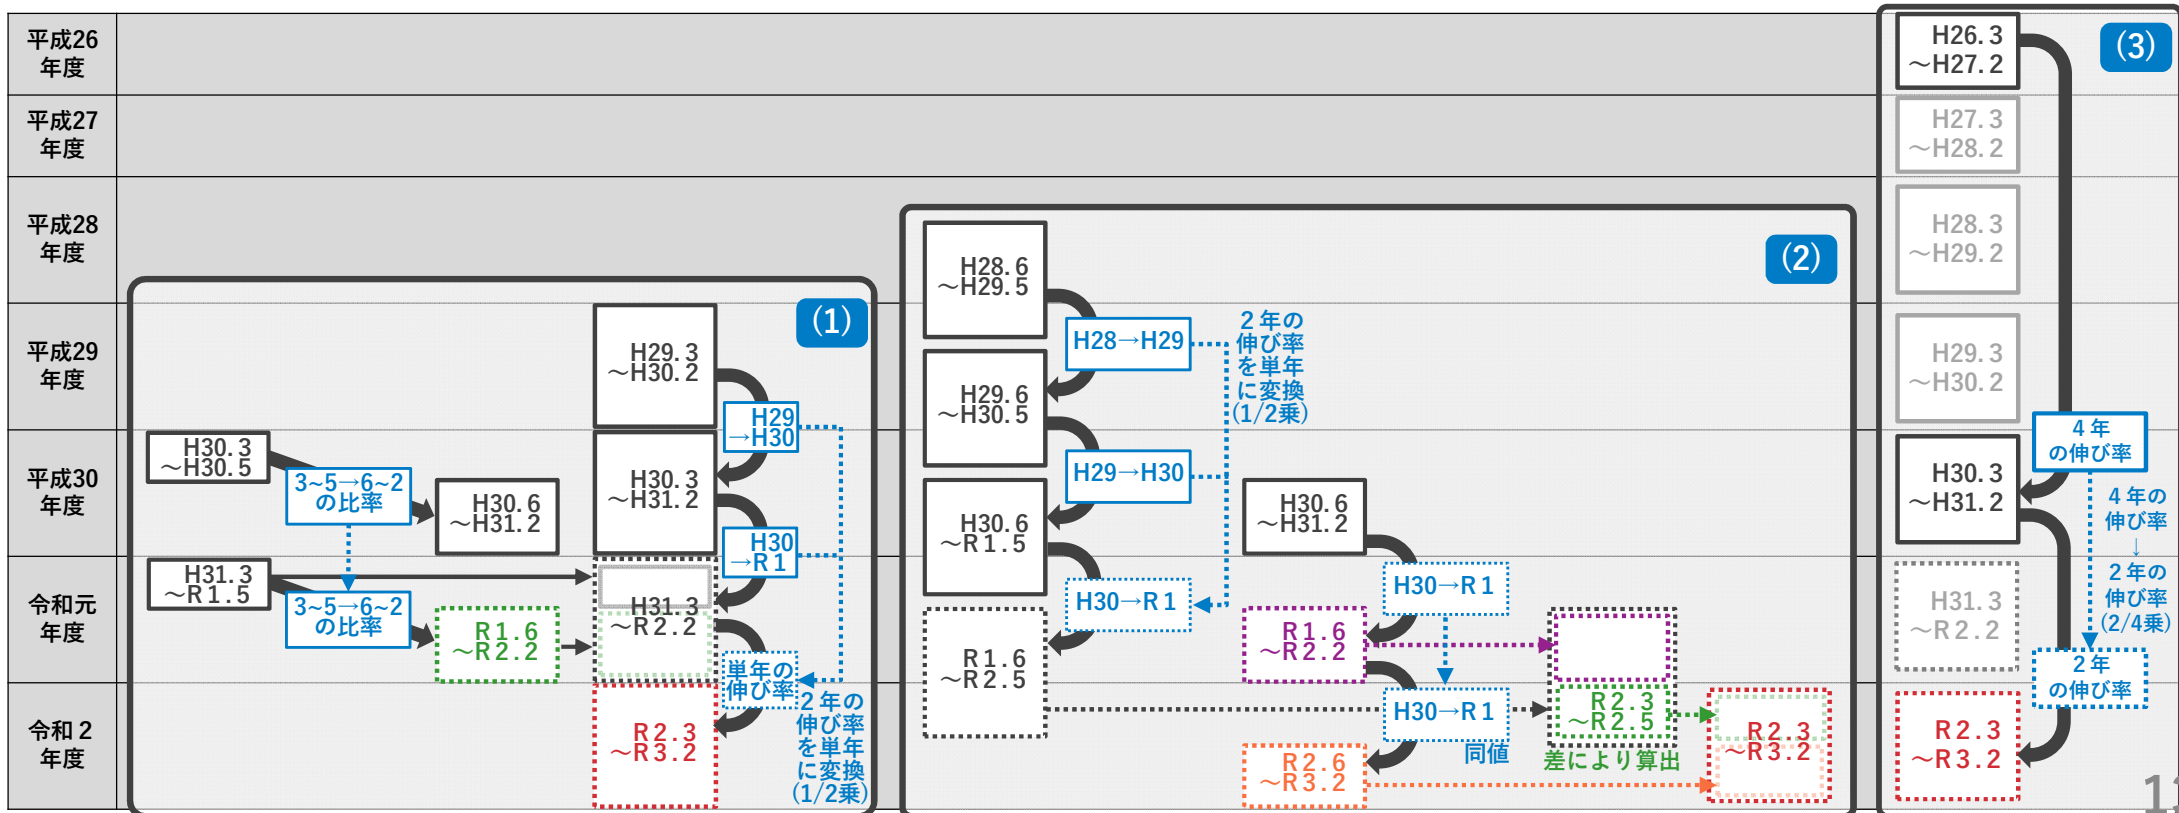 平成26
年度
平成27
年度
平成28
年度
平成29
年度
平成30
年度
令和元
年度
令和２
年度
(1)
H30.3
～H30.5
3~5→6~2
の比率
H30.6
～H31.2
H31.3
～R1.5
3~5→6~2
の比率
R1.6
～R2.2
H29.3
～H30.2
H29
→H30
H30.3
～H31.2
H30
→R1
H31.3
～R2.2
単年の
伸び率
R2.3
～R3.2
２年の
伸び率
を単年
に変換
(1/2乗)
(2)
H28.6
～H29.5
H28→H29
H29.6
～H30.5
H29→H30
H30.6
～R1.5
H30→R1
R1.6
～R2.5
２年の
伸び率
を単年
に変換
(1/2乗)
H30.6
～H31.2
H30→R1
R1.6
～R2.2
H30→R1
同値
R2.6
～R3.2
R2.3
～R2.5
差により算出
R2.3
～R3.2
(3)
H26.3
～H27.2
H27.3
～H28.2
H28.3
～H29.2
H29.3
～H30.2
４年
の伸び率
H30.3
～H31.2
４年の
伸び率
↓
２年の
伸び率
(2/4乗)
H31.3
～R2.2
２年
の伸び率
R2.3
～R3.2